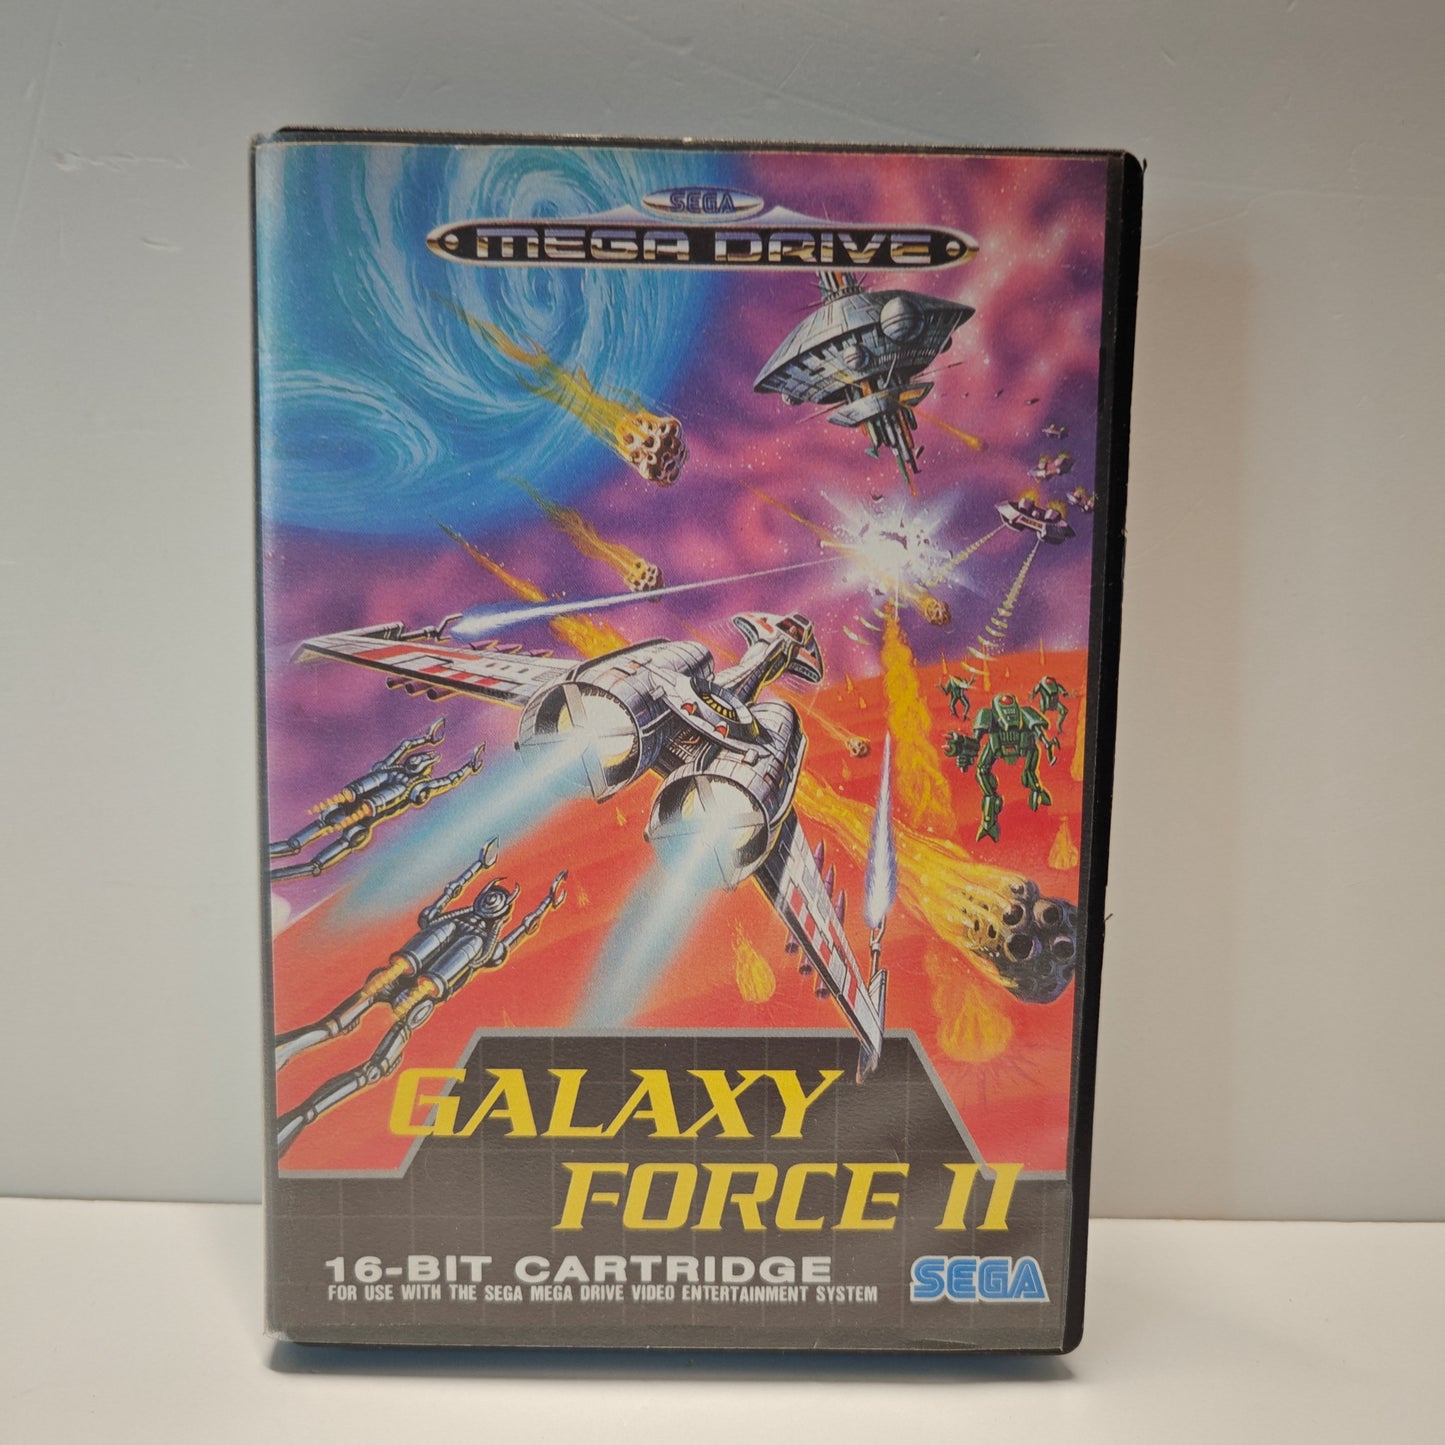 SEGA
MEGA DRIVE
GALAXY
FORCE II
16-BIT CARTRIDGE
FOR USE WITH THE SEGA MEGA DRIVE VIDEO ENTERTAINMENT SYSTEM
SEGA